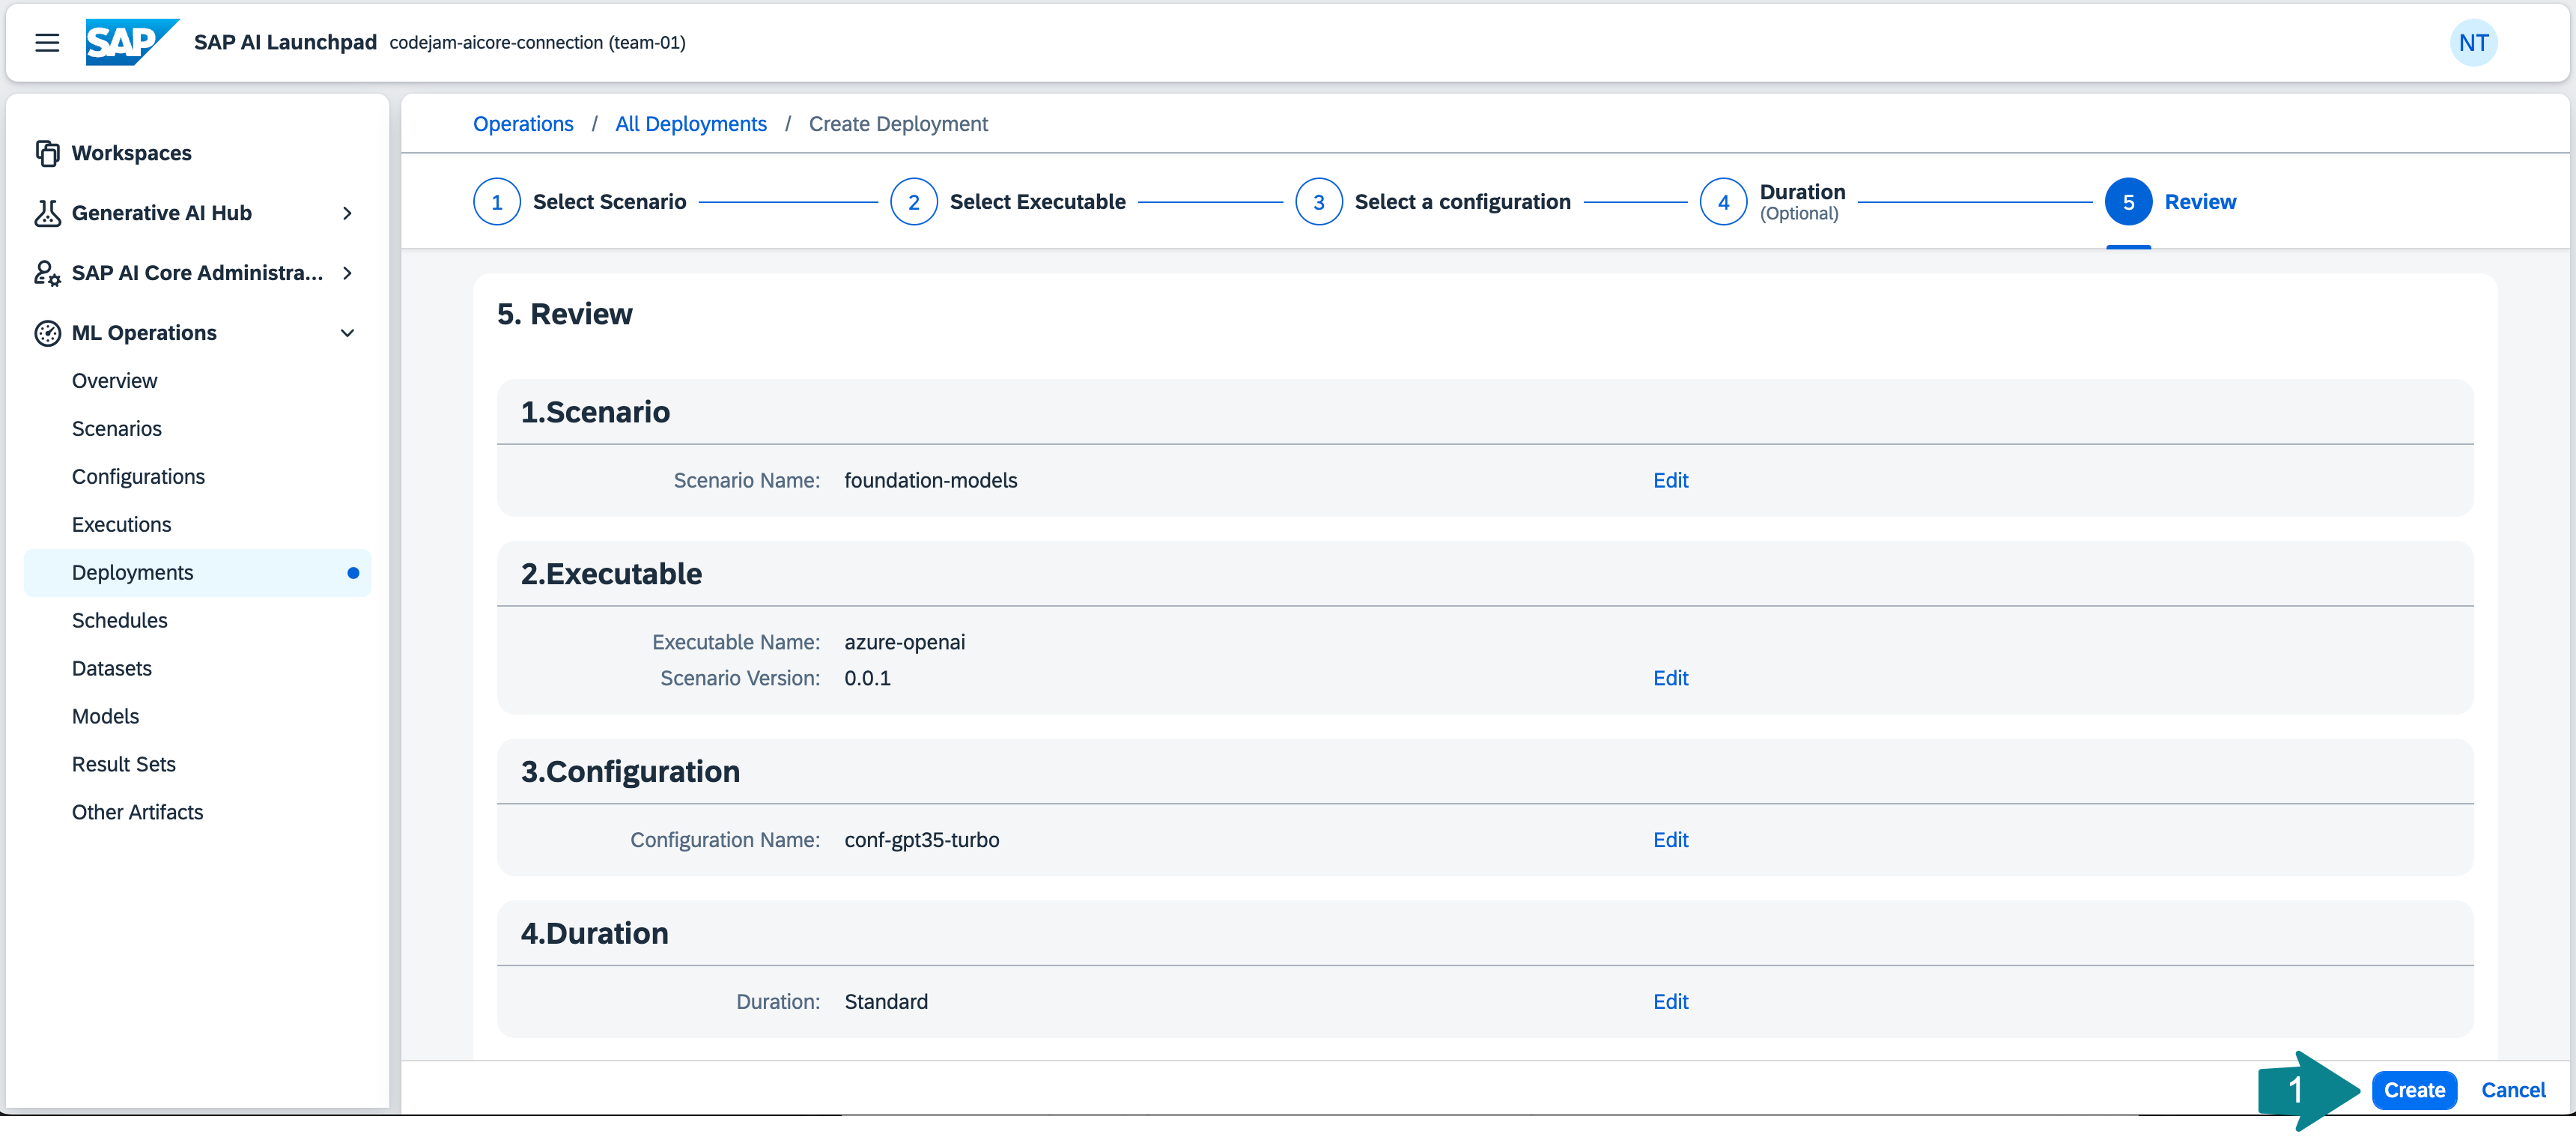 SAP SAP AI Launchpad codejam-aicore-connection (team-01) NT
Workspaces
Generative AI Hub
SAP AI Core Administra...
ML Operations
Overview
Scenarios
Configurations
Executions
Deployments
Schedules
Datasets
Models
Result Sets
Other Artifacts
Operations / All Deployments / Create Deployment
1 Select Scenario 2 Select Executable 3 Select a configuration 4 Duration (Optional) 5 Review
5. Review
1.Scenario
Scenario Name: foundation-models Edit
2.Executable
Executable Name: azure-openai
Scenario Version: 0.0.1 Edit
3.Configuration
Configuration Name: conf-gpt35-turbo Edit
4.Duration
Duration: Standard Edit
1 Create Cancel